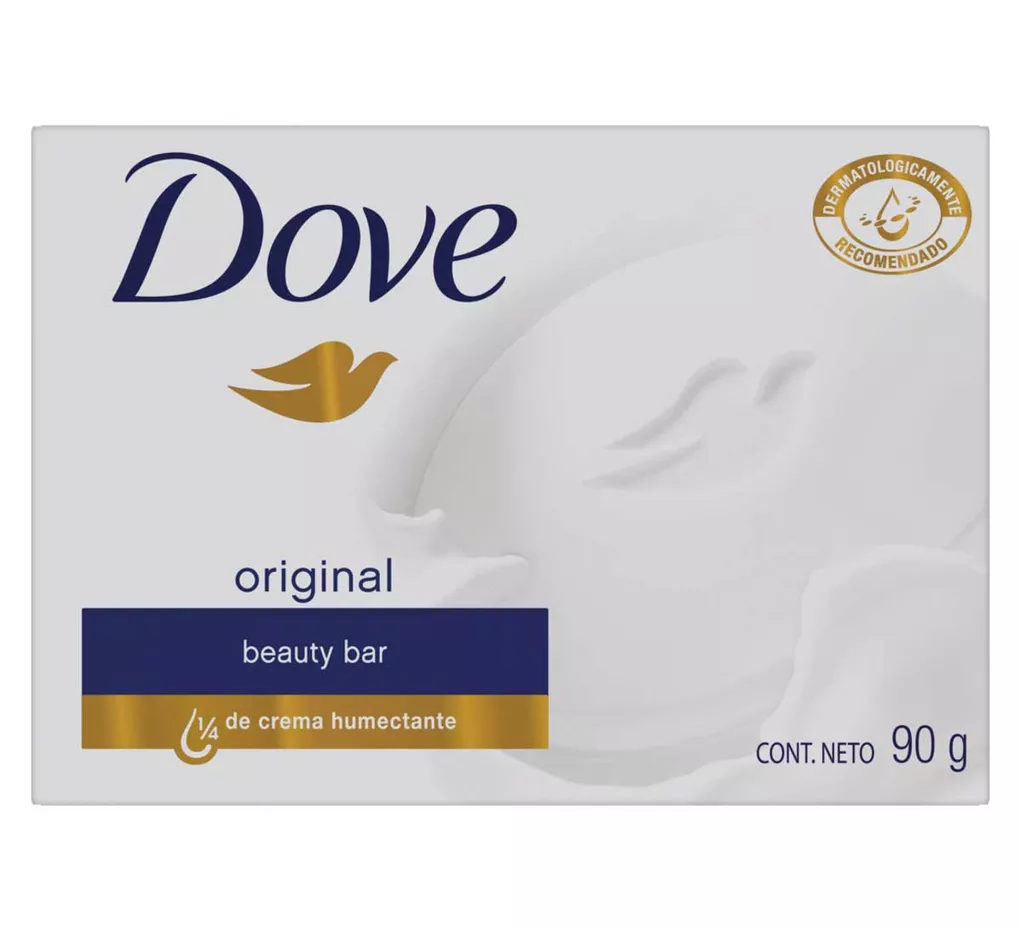 Dove
DERMATOLOGICAMENTE
RECOMENDADO
original
beauty bar
1/4 de crema humectante
CONT. NETO 90 g